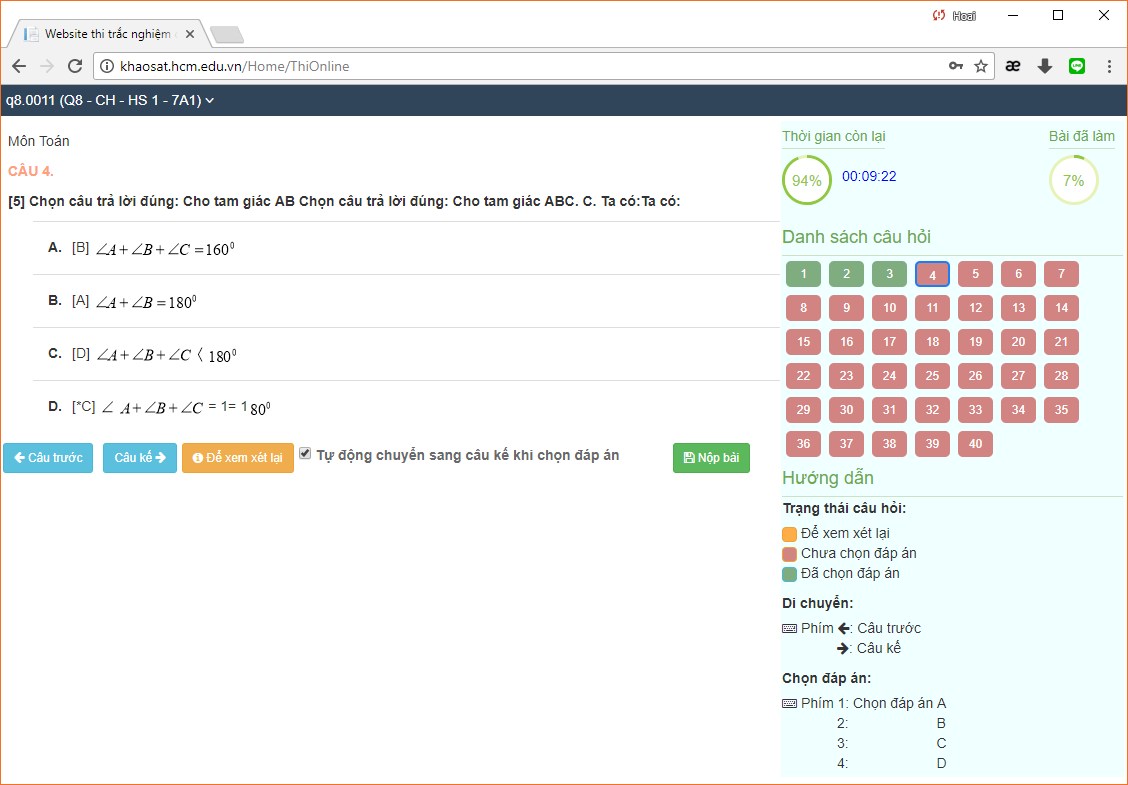 Hoai
Website thi trắc nghiệm
khaosat.hcm.edu.vn/Home/ThiOnline
q8.0011 (Q8 - CH - HS 1 - 7A1)
Môn Toán
CÂU 4.
[5] Chọn câu trả lời đúng: Cho tam giác AB Chọn câu trả lời đúng: Cho tam giác ABC. C. Ta có:Ta có:
A. [B] ∠A+∠B+∠C =160⁰
B. [A] ∠A+∠B =180⁰
C. [D] ∠A+∠B+∠C 〈 180⁰
D. [*C] ∠ A+∠B+∠C = 1= 1 80⁰
Câu trước
Câu kế
Để xem xét lại
Tự động chuyển sang câu kế khi chọn đáp án
Nộp bài
Thời gian còn lại
Bài đã làm
94%
00:09:22
7%
Danh sách câu hỏi
1 2 3 4 5 6 7
8 9 10 11 12 13 14
15 16 17 18 19 20 21
22 23 24 25 26 27 28
29 30 31 32 33 34 35
36 37 38 39 40
Hướng dẫn
Trạng thái câu hỏi:
Để xem xét lại
Chưa chọn đáp án
Đã chọn đáp án
Di chuyển:
Phím ←: Câu trước
→: Câu kế
Chọn đáp án:
Phím 1: Chọn đáp án A
2: B
3: C
4: D